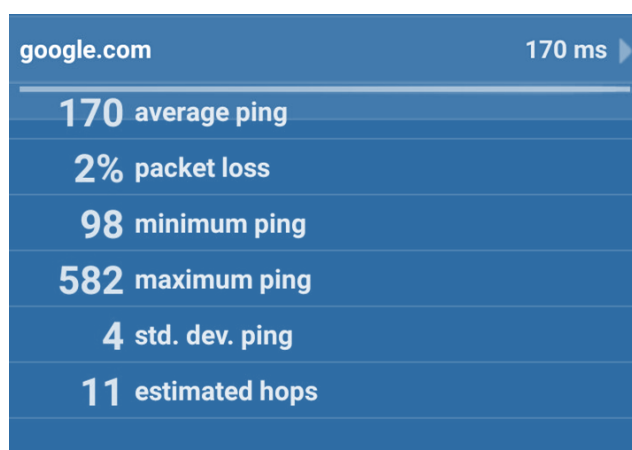 google.com 170 ms
170 average ping
2% packet loss
98 minimum ping
582 maximum ping
4 std. dev. ping
11 estimated hops